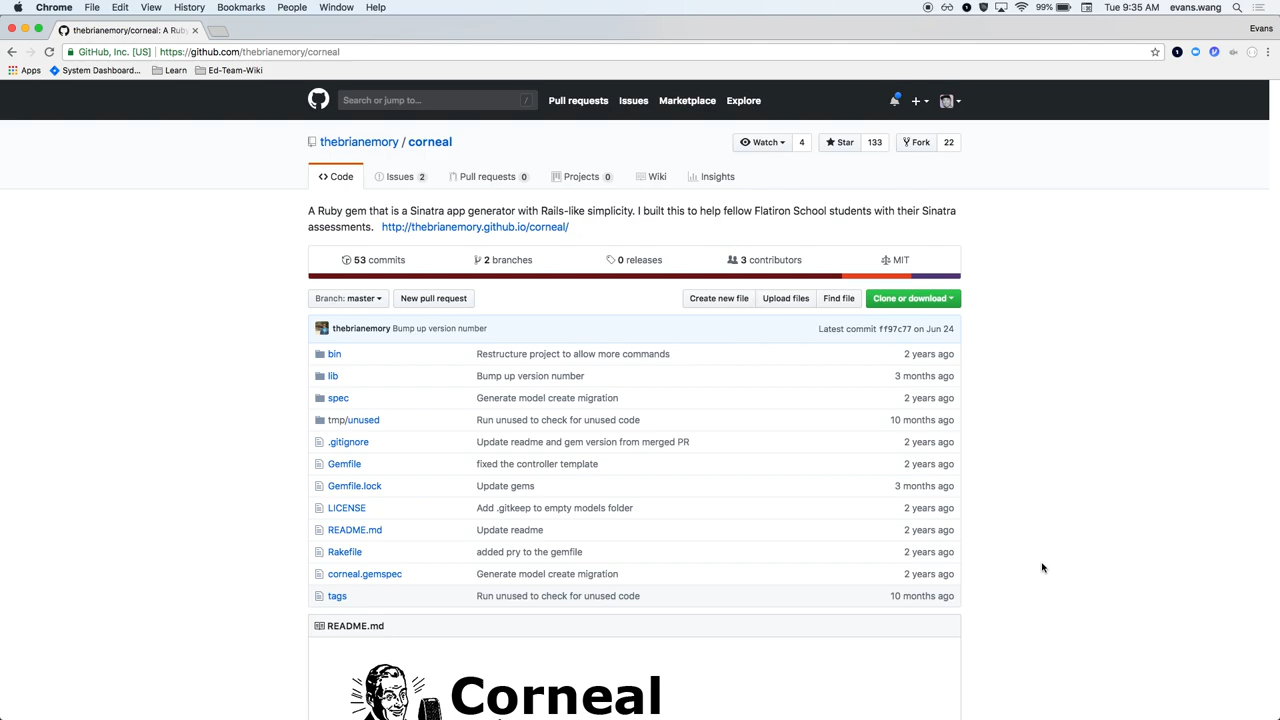 Chrome File Edit View History Bookmarks People Window Help 99% Tue 9:35 AM evans.wang
thebrianemory/corneal: A Ruby Evans
GitHub, Inc. [US] https://github.com/thebrianemory/corneal
Apps System Dashboard... Learn Ed-Team-Wiki
Search or jump to... / Pull requests Issues Marketplace Explore
thebrianemory / corneal Watch 4 Star 133 Fork 22
Code Issues 2 Pull requests 0 Projects 0 Wiki Insights
A Ruby gem that is a Sinatra app generator with Rails-like simplicity. I built this to help fellow Flatiron School students with their Sinatra
assessments. http://thebrianemory.github.io/corneal/
53 commits 2 branches 0 releases 3 contributors MIT
Branch: master New pull request Create new file Upload files Find file Clone or download
thebrianemory Bump up version number Latest commit ff97c77 on Jun 24
bin Restructure project to allow more commands 2 years ago
lib Bump up version number 3 months ago
spec Generate model create migration 2 years ago
tmp/unused Run unused to check for unused code 10 months ago
.gitignore Update readme and gem version from merged PR 2 years ago
Gemfile fixed the controller template 2 years ago
Gemfile.lock Update gems 3 months ago
LICENSE Add .gitkeep to empty models folder 2 years ago
README.md Update readme 2 years ago
Rakefile added pry to the gemfile 2 years ago
corneal.gemspec Generate model create migration 2 years ago
tags Run unused to check for unused code 10 months ago
README.md
Corneal